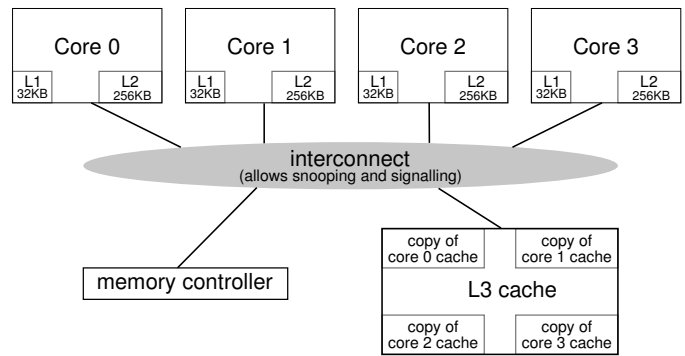 Core 0
L1
32KB
L2
256KB
Core 1
L1
32KB
L2
256KB
Core 2
L1
32KB
L2
256KB
Core 3
L1
32KB
L2
256KB
interconnect
(allows snooping and signalling)
memory controller
copy of
core 0 cache
copy of
core 1 cache
L3 cache
copy of
core 2 cache
copy of
core 3 cache